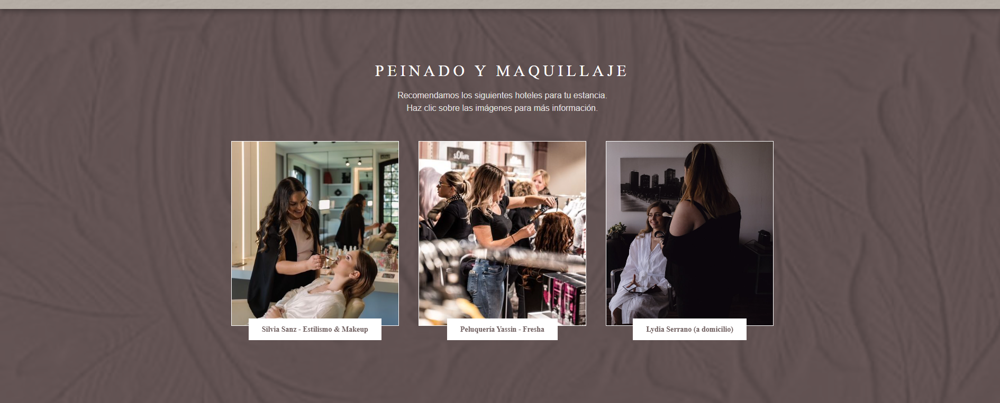 PEINADO Y MAQUILLAJE
Recomendamos los siguientes hoteles para tu estancia.
Haz clic sobre las imágenes para más información.
s.Oliver
Silvia Sanz - Estilismo & Makeup
Peluquería Yassin - Fresha
Lydia Serrano (a domicilio)